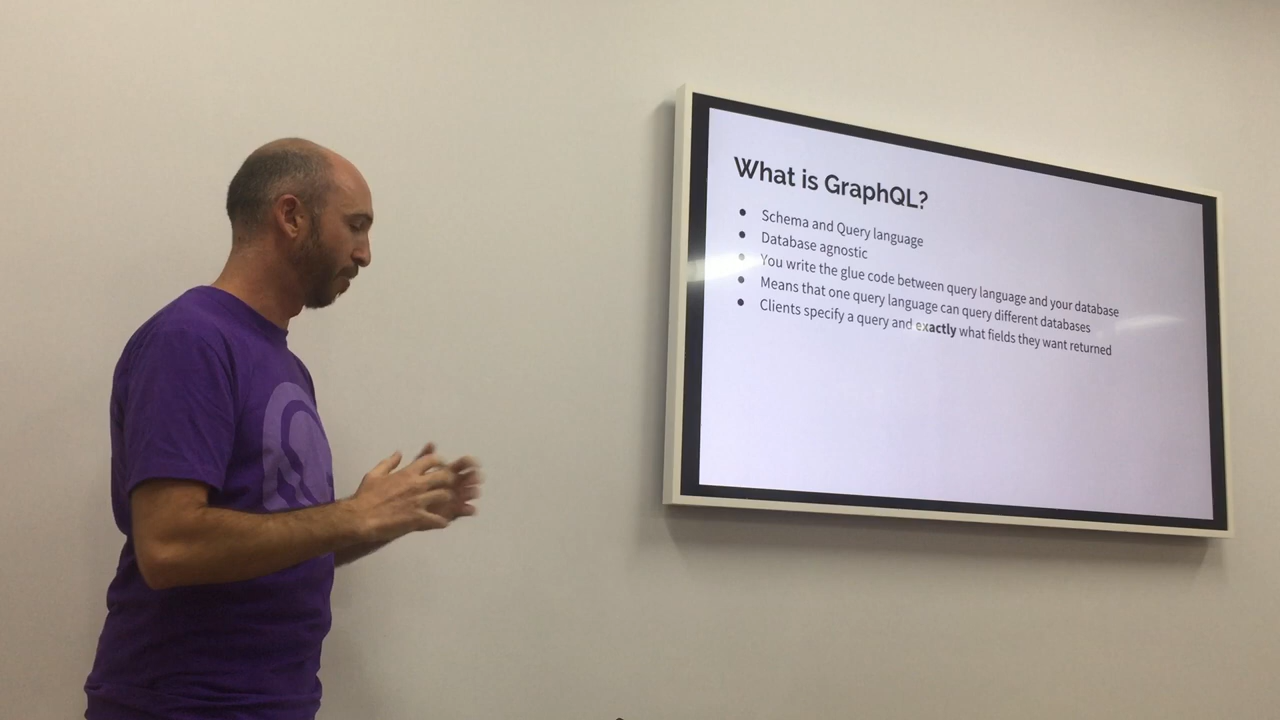 What is GraphQL?
● Schema and Query language
● Database agnostic
● You write the glue code between query language and your database
● Means that one query language can query different databases
● Clients specify a query and exactly what fields they want returned